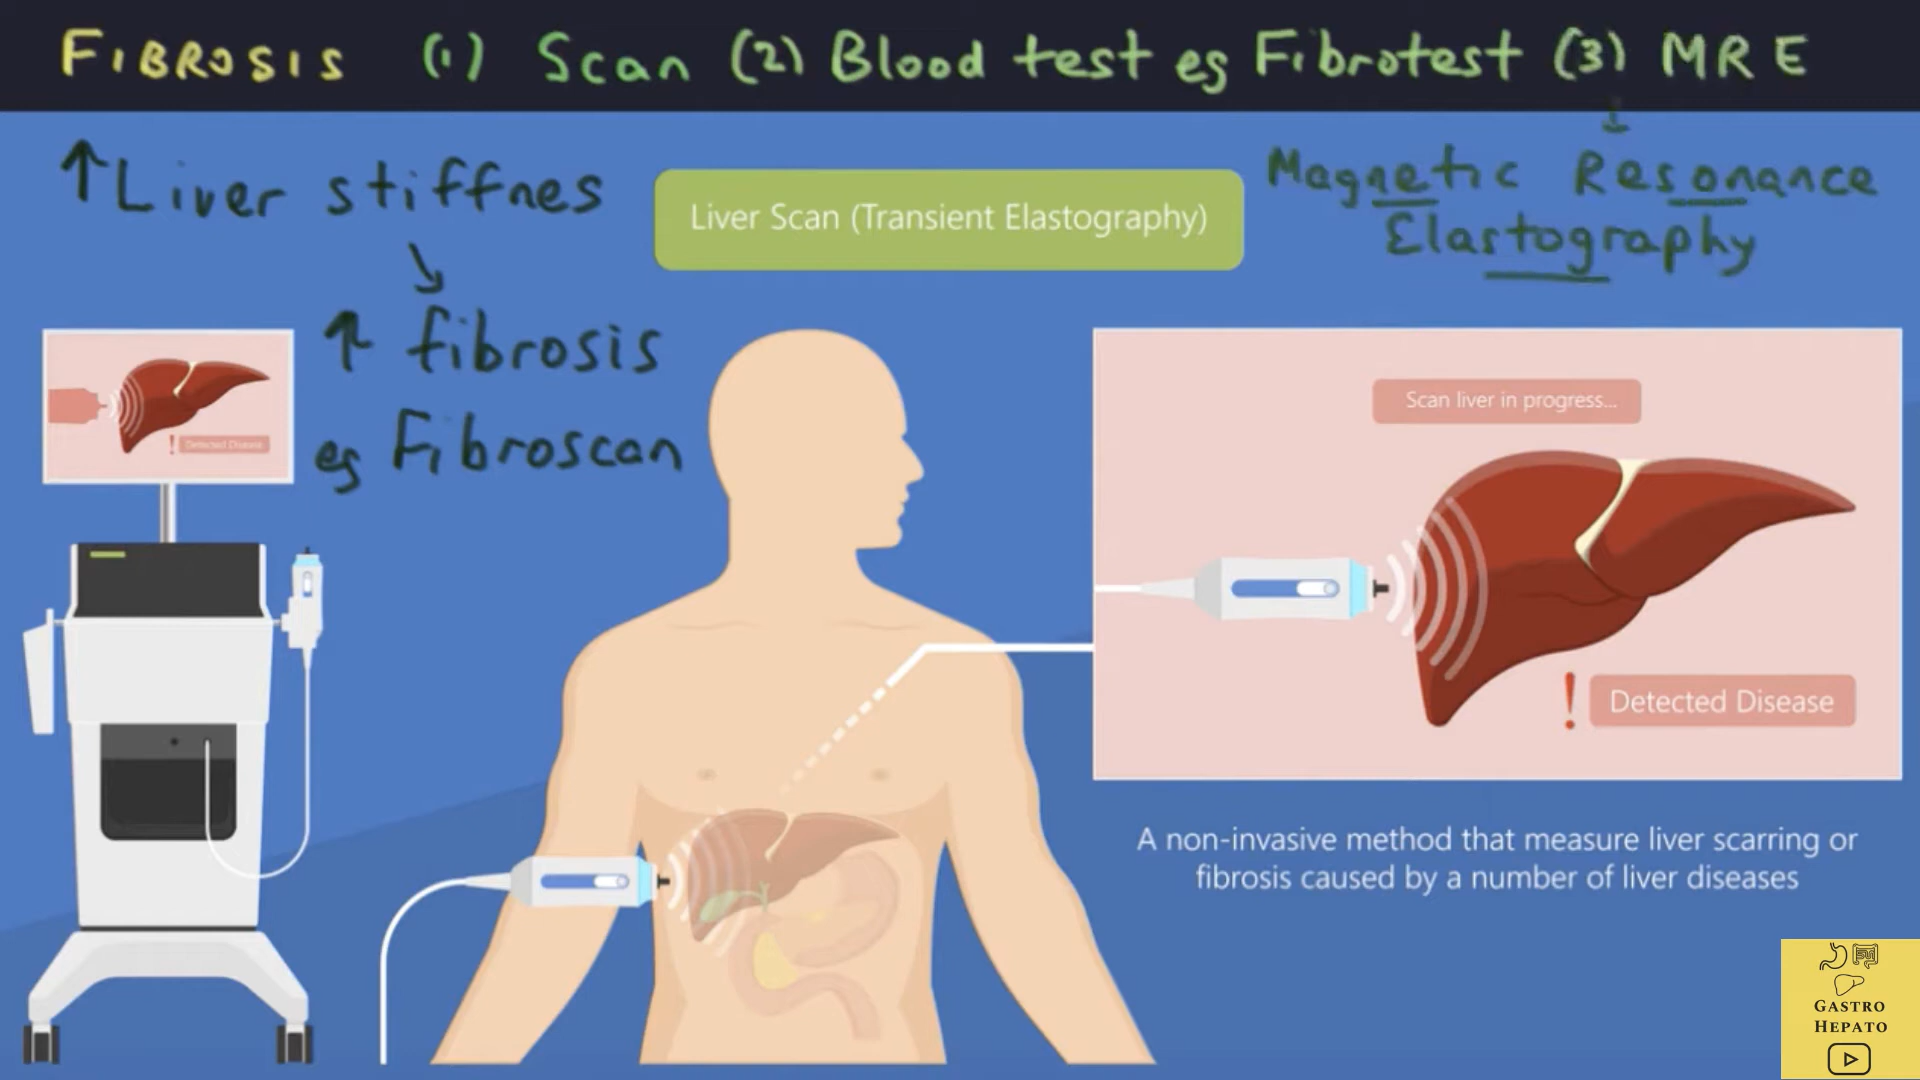 FIBROSIS (1) Scan (2) Blood test eg Fibrotest (3) MRE
↑Liver stiffnes
↑ fibrosis
eg Fibroscan
Liver Scan (Transient Elastography)
Magnetic Resonance
Elastography
Detected Disease
Scan liver in progress...
Detected Disease
A non-invasive method that measure liver scarring or
fibrosis caused by a number of liver diseases
GASTRO
HEPATO